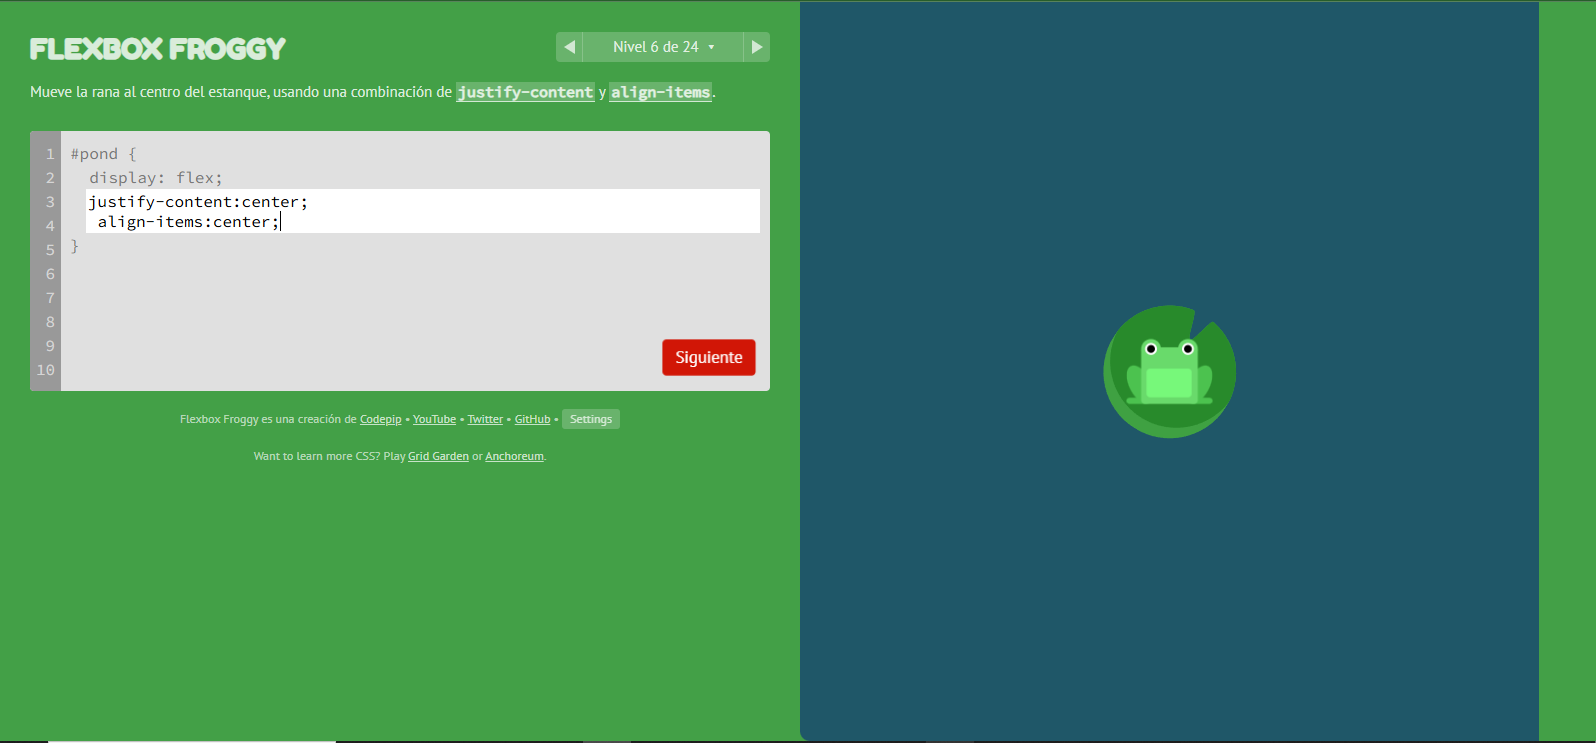 FLEXBOX FROGGY
Nivel 6 de 24
Mueve la rana al centro del estanque, usando una combinación de justify-content y align-items.
1 #pond {
2 display: flex;
3 justify-content:center;
4 align-items:center;
5 }
6
7
8
9
10
Siguiente
Flexbox Froggy es una creación de Codepip • YouTube • Twitter • GitHub • Settings
Want to learn more CSS? Play Grid Garden or Anchoreum.